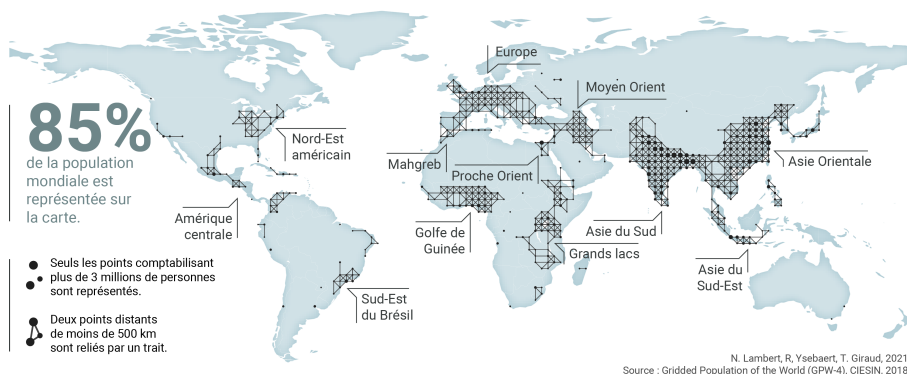 85%
de la population
mondiale est
représentée sur
la carte.
Seuls les points comptabilisant
plus de 3 millions de personnes
sont représentés.
Deux points distants
de moins de 500 km
sont reliés par un trait.
Europe
Moyen Orient
Nord-Est
américain
Mahgreb
Proche Orient
Asie Orientale
Amérique
centrale
Golfe de
Guinée
Asie du Sud
Grands lacs
Asie du
Sud-Est
Sud-Est
du Brésil
N. Lambert, R, Ysebaert, T. Giraud, 2021
Source : Gridded Population of the World (GPW-4), CIESIN, 2018